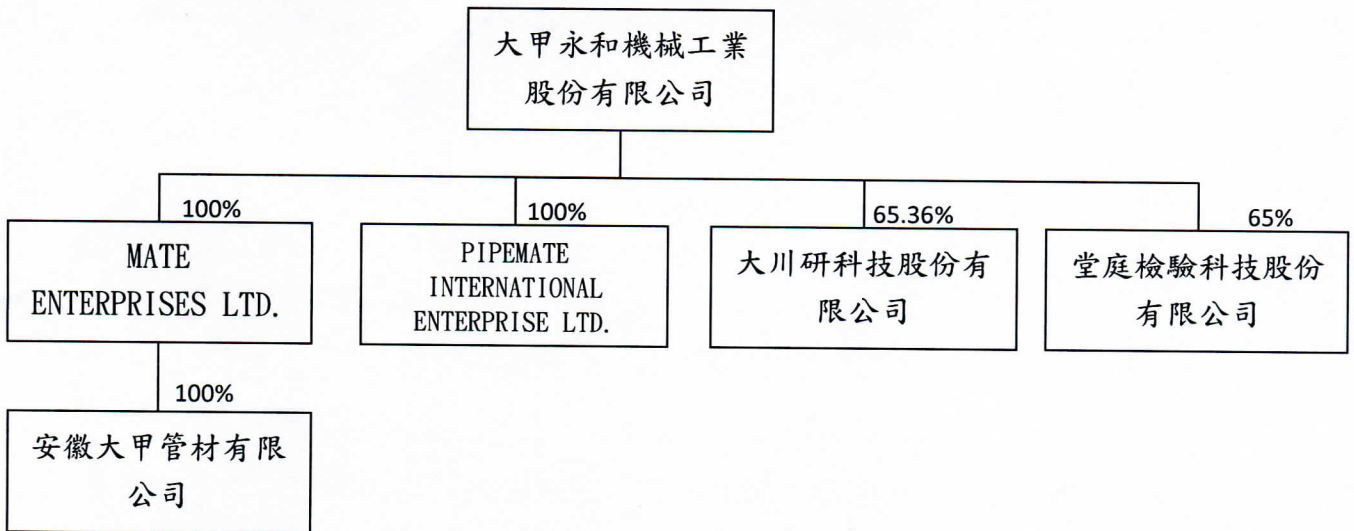 大甲永和機械工業
股份有限公司
100%
100%
65.36%
65%
MATE
ENTERPRISES LTD.
PIPEMATE
INTERNATIONAL
ENTERPRISE LTD.
大川研科技股份有
限公司
堂庭檢驗科技股份
有限公司
100%
安徽大甲管材有限
公司